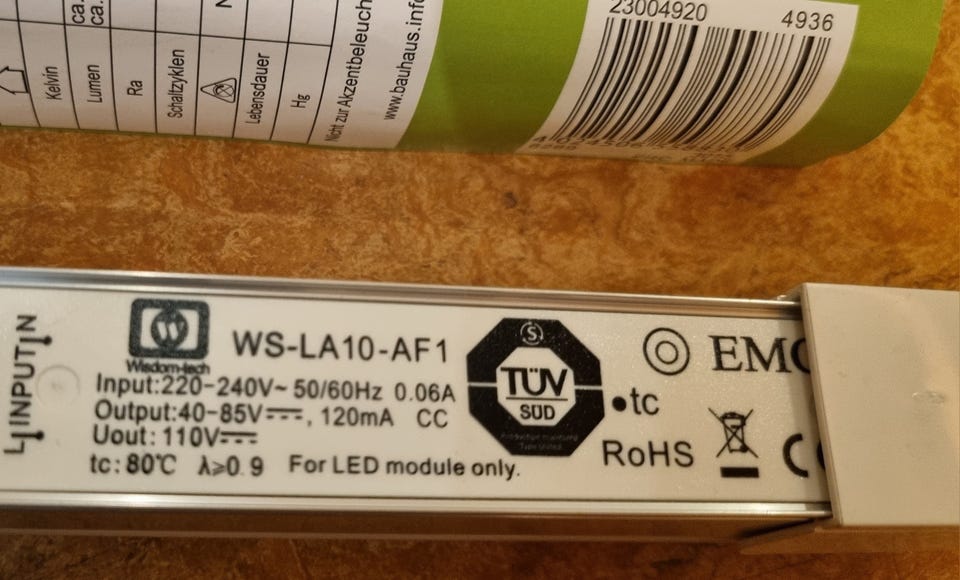 ca.
ca.
Kelvin
Lumen
Ra
Schaltzyklen
Lebensdauer
Hg
Nicht zur Akzentbeleuch
www.bauhaus.info
23004920
4936
L-INPUT-N
Wisdom-tech
WS-LA10-AF1
Input:220-240V~ 50/60Hz 0.06A
Output:40-85V⎓, 120mA CC
Uout: 110V⎓
tc: 80℃ λ≥0.9 For LED module only.
S
TÜV
SÜD
EMC
•tc
RoHS
CE